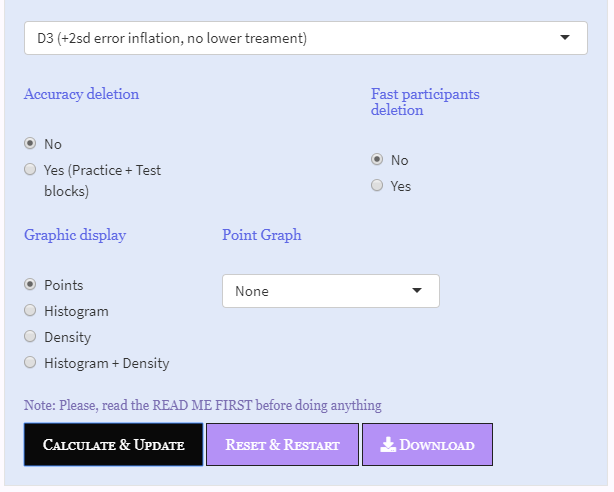 D3 (+2sd error inflation, no lower treament)
Accuracy deletion
Fast participants
deletion
No
Yes (Practice + Test
blocks)
No
Yes
Graphic display
Point Graph
Points
Histogram
Density
Histogram + Density
None
Note: Please, read the READ ME FIRST before doing anything
Calculate & Update
Reset & Restart
Download